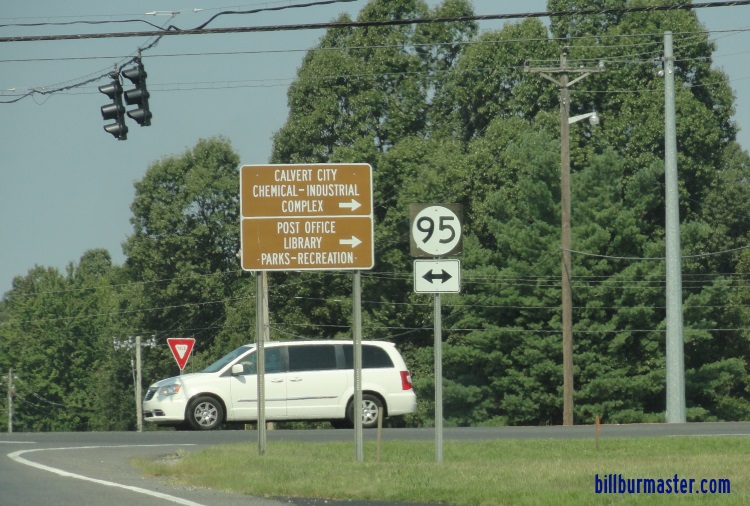 CALVERT CITY
CHEMICAL-INDUSTRIAL
COMPLEX
POST OFFICE
LIBRARY
PARKS-RECREATION
95
billburmaster.com